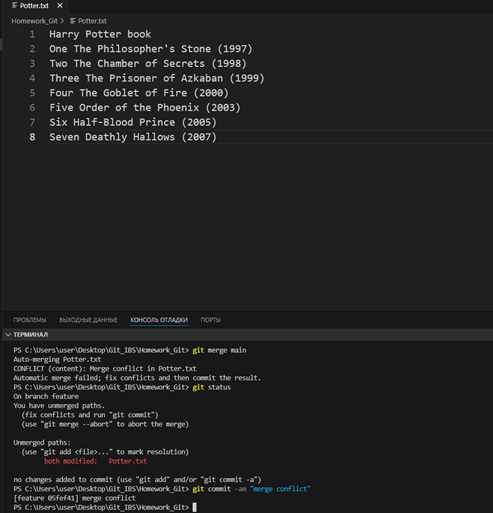 Potter.txt ×
Homework_Git > Potter.txt
1 Harry Potter book
2 One The Philosopher's Stone (1997)
3 Two The Chamber of Secrets (1998)
4 Three The Prisoner of Azkaban (1999)
5 Four The Goblet of Fire (2000)
6 Five Order of the Phoenix (2003)
7 Six Half-Blood Prince (2005)
8 Seven Deathly Hallows (2007)
ПРОБЛЕМЫ ВЫХОДНЫЕ ДАННЫЕ КОНСОЛЬ ОТЛАДКИ ПОРТЫ
ТЕРМИНАЛ
PS C:\Users\user\Desktop\Git_IBS\Homework_Git> git merge main
Auto-merging Potter.txt
CONFLICT (content): Merge conflict in Potter.txt
Automatic merge failed; fix conflicts and then commit the result.
PS C:\Users\user\Desktop\Git_IBS\Homework_Git> git status
On branch feature
You have unmerged paths.
(fix conflicts and run "git commit")
(use "git merge --abort" to abort the merge)
Unmerged paths:
(use "git add <file>..." to mark resolution)
both modified: Potter.txt
no changes added to commit (use "git add" and/or "git commit -a")
PS C:\Users\user\Desktop\Git_IBS\Homework_Git> git commit -am "merge conflict"
[feature 05fef41] merge conflict
PS C:\Users\user\Desktop\Git_IBS\Homework_Git>